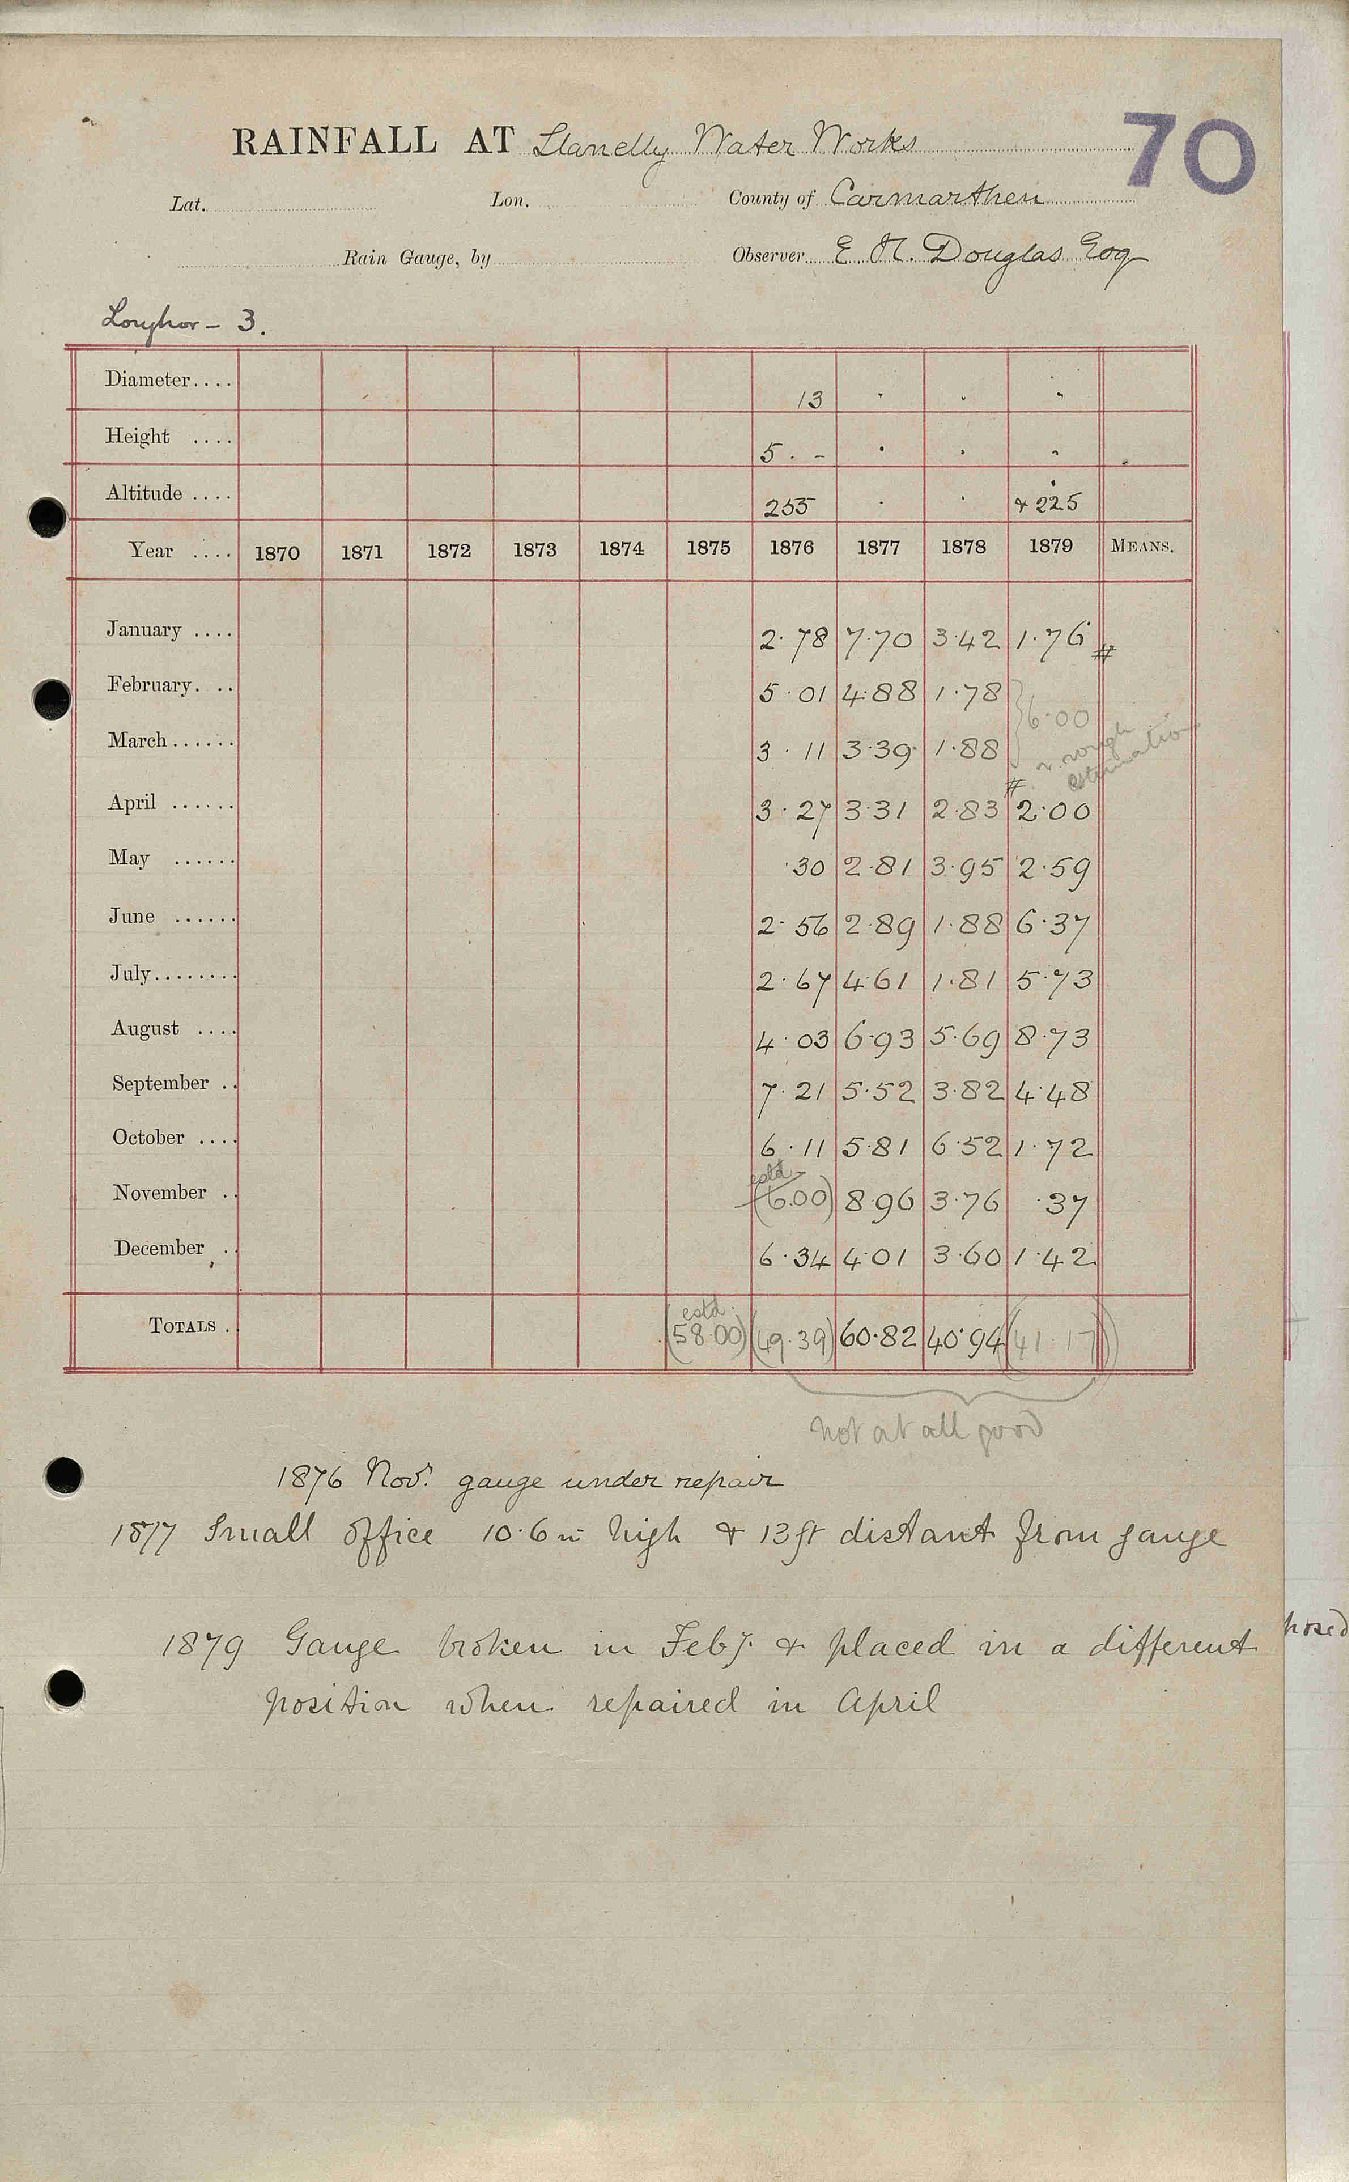 70
RAINFALL AT Llanelly Water Works
Lat. Lon. County of Carmarthen
Rain Gauge, by Observer E. N. Douglas Esq
Loughor - 3.
Diameter.... 13 · · ·
Height .... 5 . - · · ·
Altitude .... 255 · · + 225
Year .... 1870 1871 1872 1873 1874 1875 1876 1877 1878 1879 MEANS.
January .... 2·78 7·70 3·42 1·76 #
February. .. 5·01 4·88 1·78 } 6·00
March...... 3·11 3·39 1·88 v. rough estimation
April ...... 3·27 3·31 2·83 # 2·00
May ...... ·30 2·81 3·95 2·59
June ...... 2·56 2·89 1·88 6·37
July........ 2·67 4·61 1·81 5·73
August .... 4·03 6·93 5·69 8·73
September .. 7·21 5·52 3·82 4·48
October .... 6·11 5·81 6·52 1·72
November .. estd (6.00) 8·96 3·76 ·37
December .. 6·34 4·01 3·60 1·42
TOTALS .. estd (58·00) (49·39) 60·82 40·94 (41·17)
not at all good
1876 Nov. gauge under repair
1877 Small office 10·6 in high & 13 ft distant from gauge
1879 Gauge broken in Feby. & placed in a different
position when repaired in April
posed